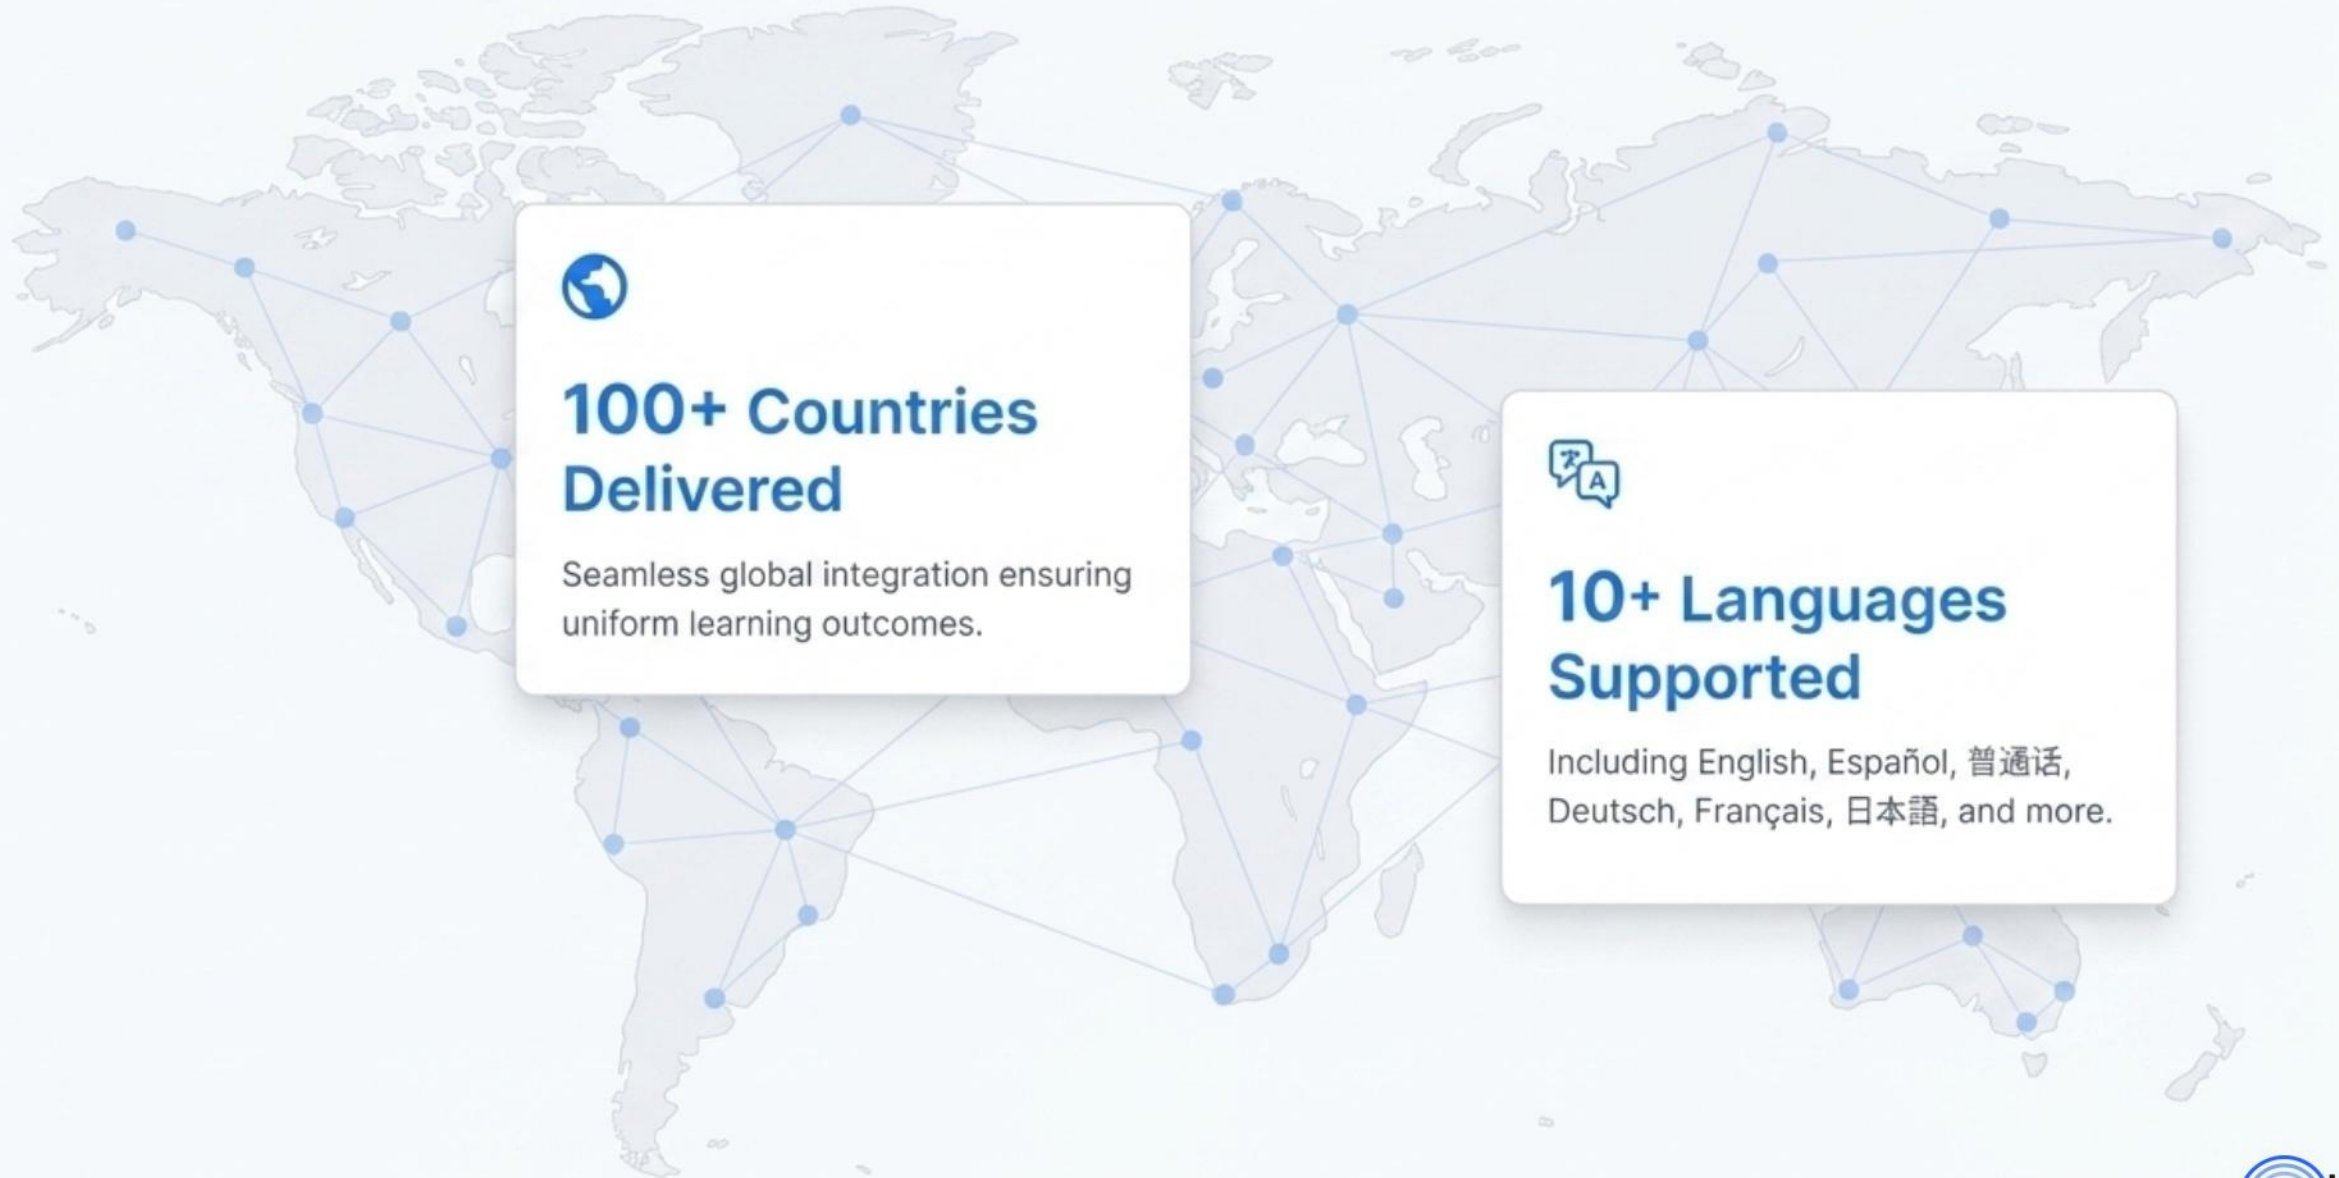 100+ Countries
Delivered
Seamless global integration ensuring
uniform learning outcomes.
文 A
10+ Languages
Supported
Including English, Español, 普通话,
Deutsch, Français, 日本語, and more.